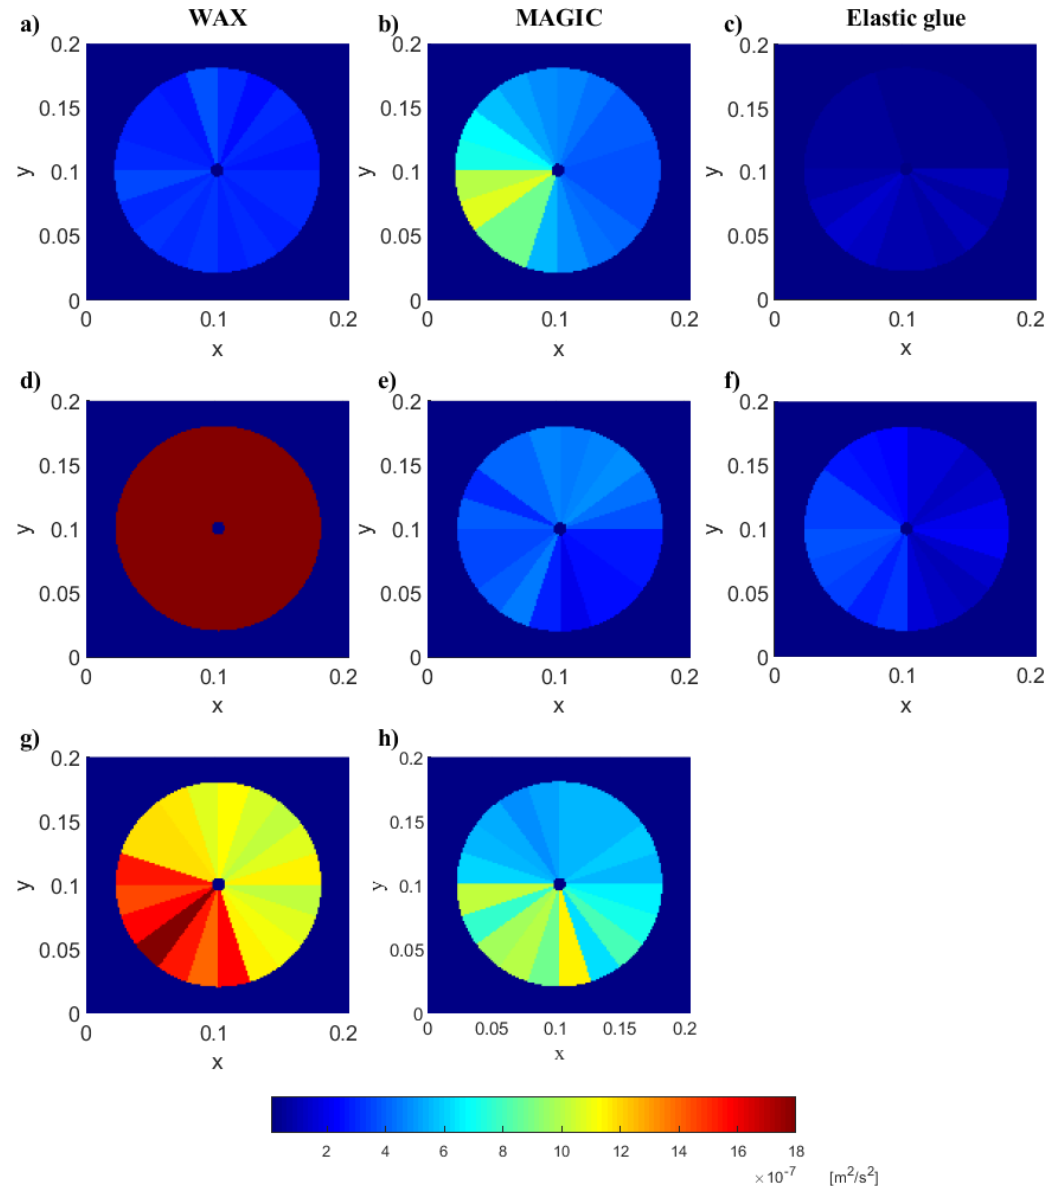 WAX MAGIC Elastic glue
a) b) c)
0.2 0.2 0.2
0.15 0.15 0.15
y 0.1 y 0.1 y 0.1
0.05 0.05 0.05
0 0 0
0 0.1 0.2 0 0.1 0.2 0 0.1 0.2
x x x
d) e) f)
0.2 0.2 0.2
0.15 0.15 0.15
y 0.1 y 0.1 y 0.1
0.05 0.05 0.05
0 0 0
0 0.1 0.2 0 0.1 0.2 0 0.1 0.2
x x x
g) h)
0.2 0.2
0.15 0.15
y 0.1 y 0.1
0.05 0.05
0 0
0 0.1 0.2 0 0.05 0.1 0.15 0.2
x x
2 4 6 8 10 12 14 16 18
×10⁻⁷ [m²/s²]